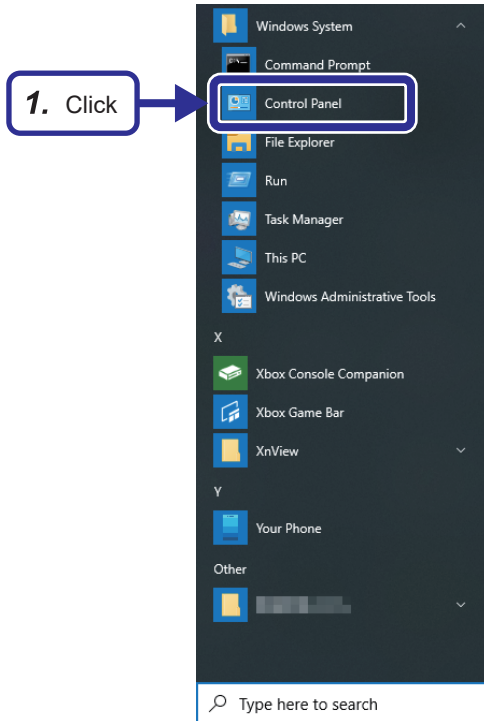 Windows System
Command Prompt
1. Click
Control Panel
File Explorer
Run
Task Manager
This PC
Windows Administrative Tools
X
Xbox Console Companion
Xbox Game Bar
XnView
Y
Your Phone
Other
Type here to search